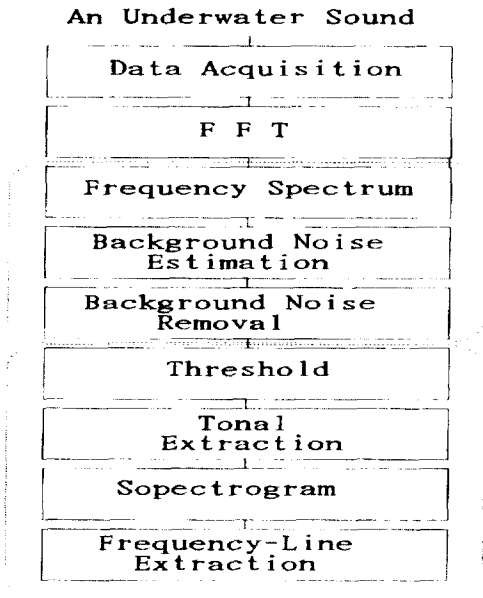 An Underwater Sound
Data Acquisition
F F T
Frequency Spectrum
Background Noise
Estimation
Background Noise
Removal
Threshold
Tonal
Extraction
Sopectrogram
Frequency-Line
Extraction